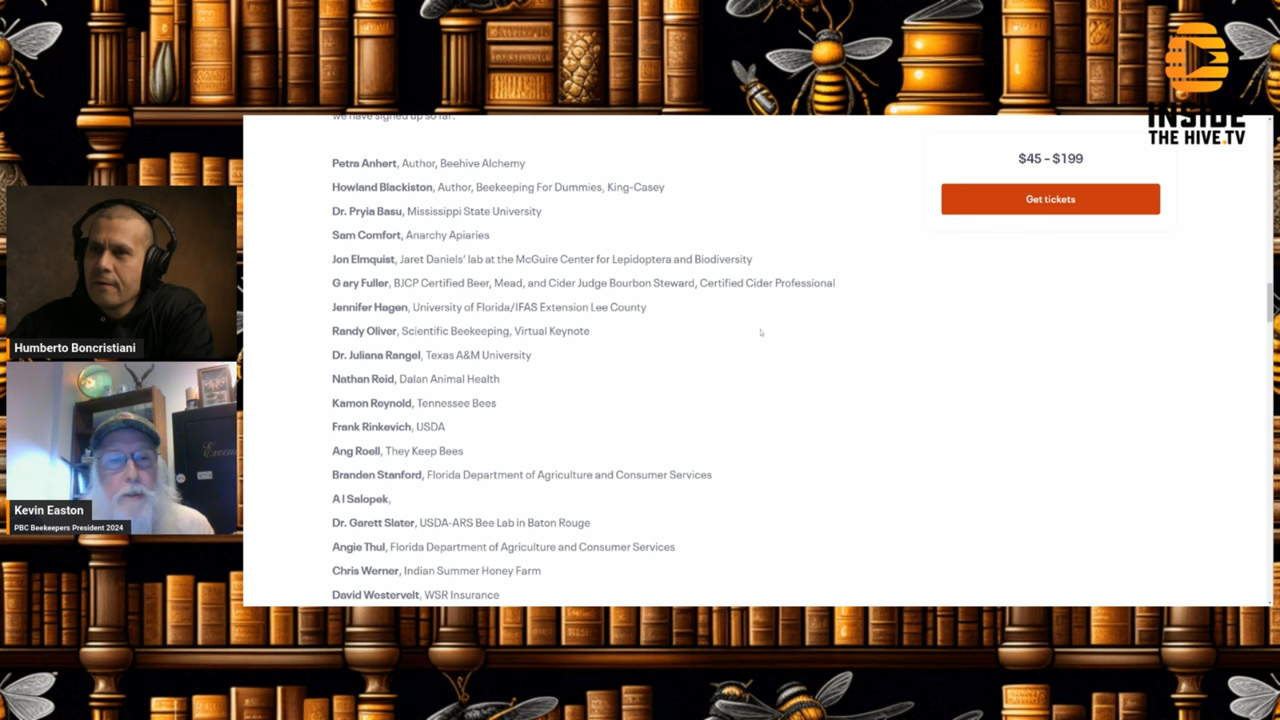 INSIDE
THE HIVE.TV
we have signed up so far:
Petra Anhert, Author, Beehive Alchemy
Howland Blackiston, Author, Beekeeping For Dummies, King-Casey
Dr. Pryia Basu, Mississippi State University
Sam Comfort, Anarchy Apiaries
Jon Elmquist, Jaret Daniels' lab at the McGuire Center for Lepidoptera and Biodiversity
G ary Fuller, BJCP Certified Beer, Mead, and Cider Judge Bourbon Steward, Certified Cider Professional
Jennifer Hagen, University of Florida/IFAS Extension Lee County
Randy Oliver, Scientific Beekeeping, Virtual Keynote
Dr. Juliana Rangel, Texas A&M University
Nathan Reid, Dalan Animal Health
Kamon Reynold, Tennessee Bees
Frank Rinkevich, USDA
Ang Roell, They Keep Bees
Branden Stanford, Florida Department of Agriculture and Consumer Services
A l Salopek,
Dr. Garett Slater, USDA-ARS Bee Lab in Baton Rouge
Angie Thul, Florida Department of Agriculture and Consumer Services
Chris Werner, Indian Summer Honey Farm
David Westervelt, WSR Insurance
$45 – $199
Get tickets
Humberto Boncristiani
Kevin Easton
PBC Beekeepers President 2024